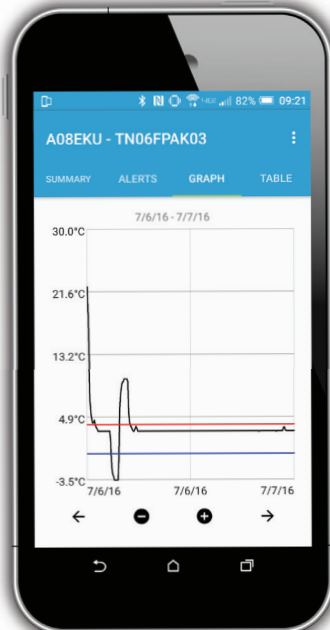 82% 09:21
A08EKU - TN06FPAK03
SUMMARY ALERTS GRAPH TABLE
7/6/16 - 7/7/16
30.0°C
21.6°C
13.2°C
4.9°C
-3.5°C
7/6/16 7/6/16 7/7/16